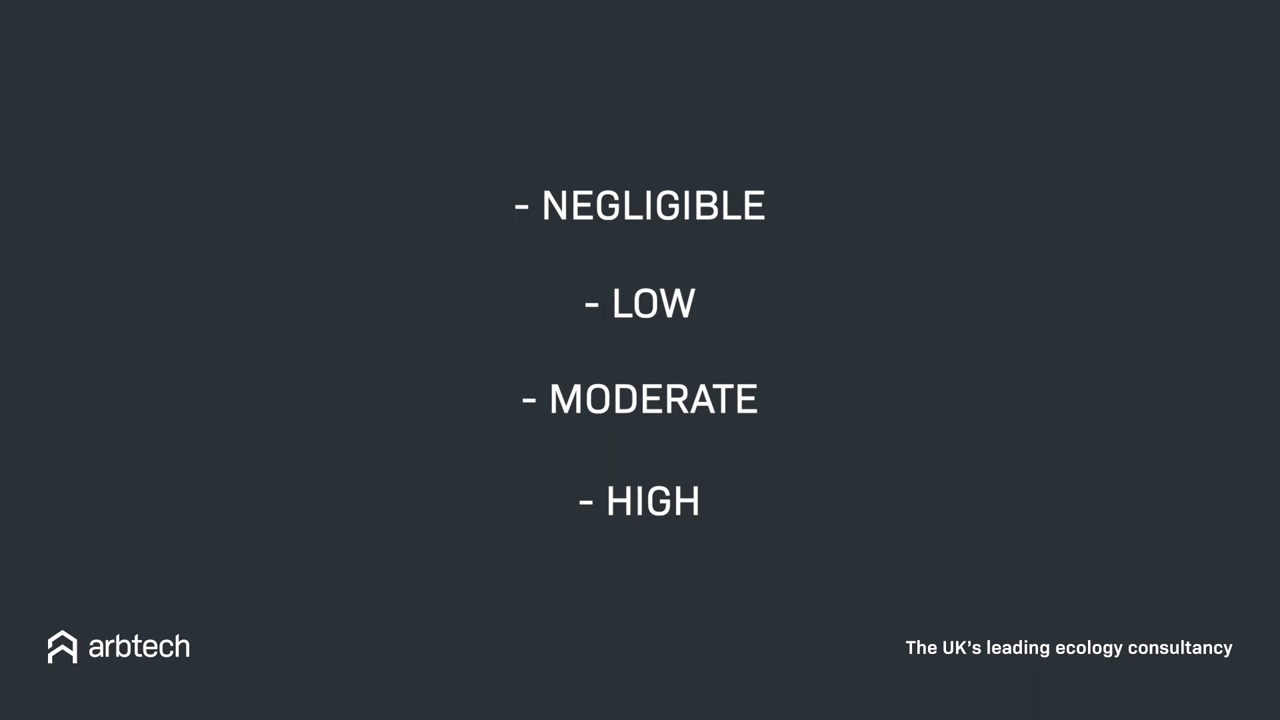 - NEGLIGIBLE
- LOW
- MODERATE
- HIGH
arbtech
The UK's leading ecology consultancy